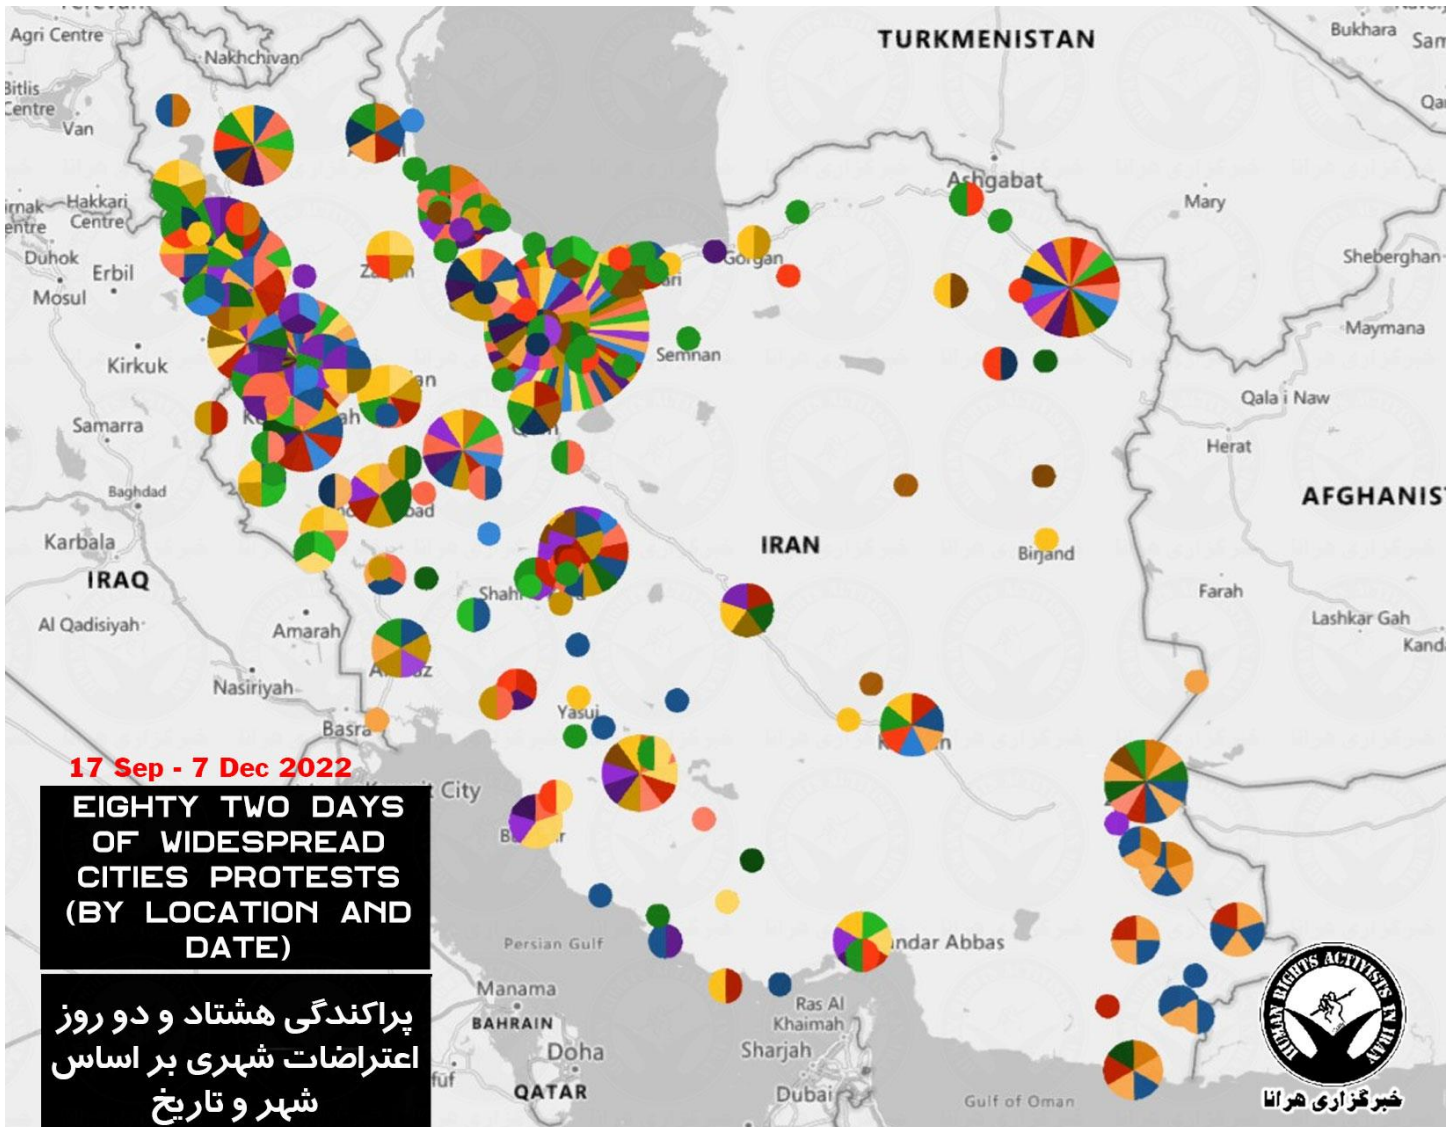 Agri Centre
Nakhchivan
TURKMENISTAN
Bukhara
Bitlis
Centre
Van
Ashgabat
Mary
Hakkari
Centre
Duhok
Erbil
Mosul
Gorgan
Sheberghan
Maymana
Kirkuk
Semnan
Qala i Naw
Samarra
Herat
Baghdad
AFGHANIS
Karbala
IRAQ
IRAN
Birjand
Farah
Al Qadisiyah
Amarah
Lashkar Gah
Nasiriyah
Basra
Yasuj
17 Sep - 7 Dec 2022
City
EIGHTY TWO DAYS
OF WIDESPREAD
CITIES PROTESTS
(BY LOCATION AND
DATE)
Persian Gulf
ndar Abbas
Manama
BAHRAIN
Ras Al
Khaimah
Doha
Sharjah
QATAR
Dubai
Gulf of Oman
پراکندگی هشتاد و دو روز
اعتراضات شهری بر اساس
شهر و تاریخ
HUMAN RIGHTS ACTIVISTS IN IRAN
خبرگزاری هرانا